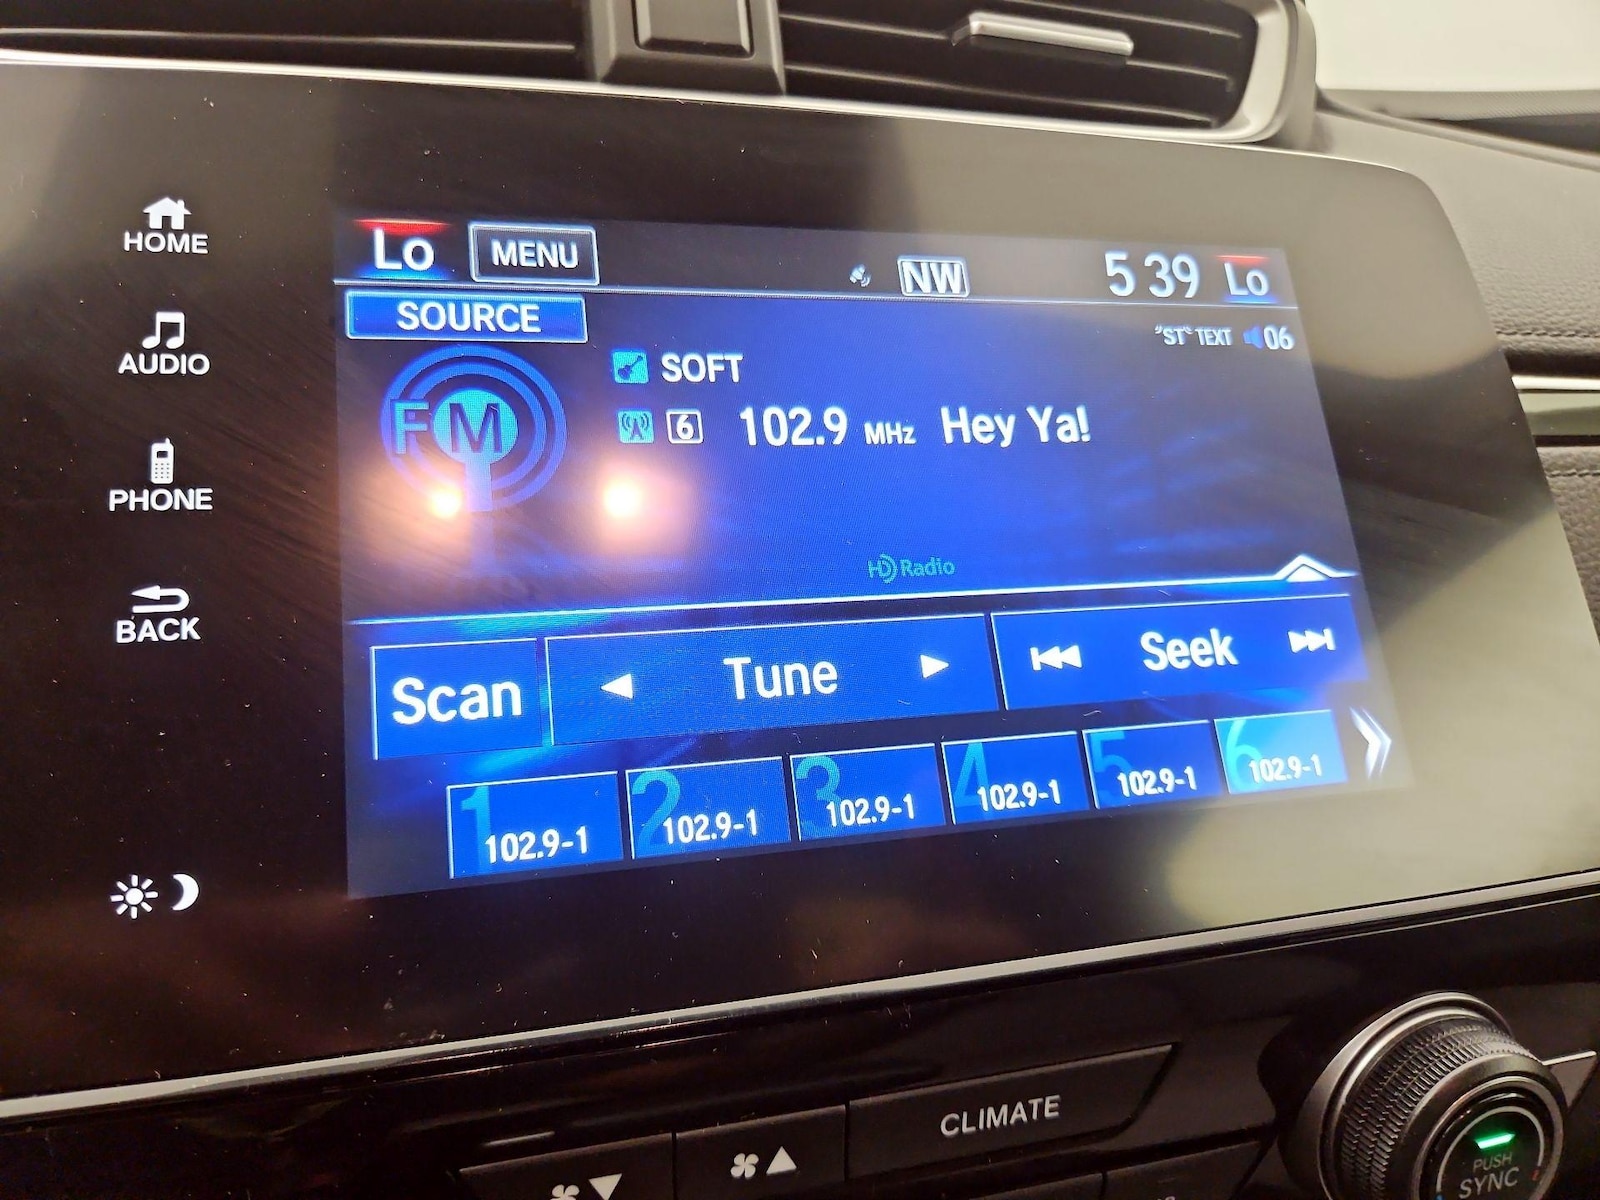 HOME
AUDIO
PHONE
BACK
Lo MENU NW 5 39 Lo
SOURCE
"ST" TEXT 06
FM
SOFT
6 102.9 MHz Hey Ya!
HD Radio
Scan Tune Seek
1 102.9-1
2 102.9-1
3 102.9-1
4 102.9-1
5 102.9-1
6 102.9-1
CLIMATE
PUSH
SYNC